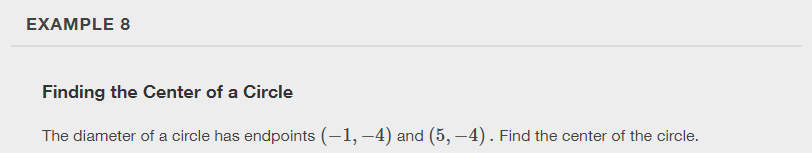 EXAMPLE 8
Finding the Center of a Circle
The diameter of a circle has endpoints (−1, −4) and (5, −4). Find the center of the circle.